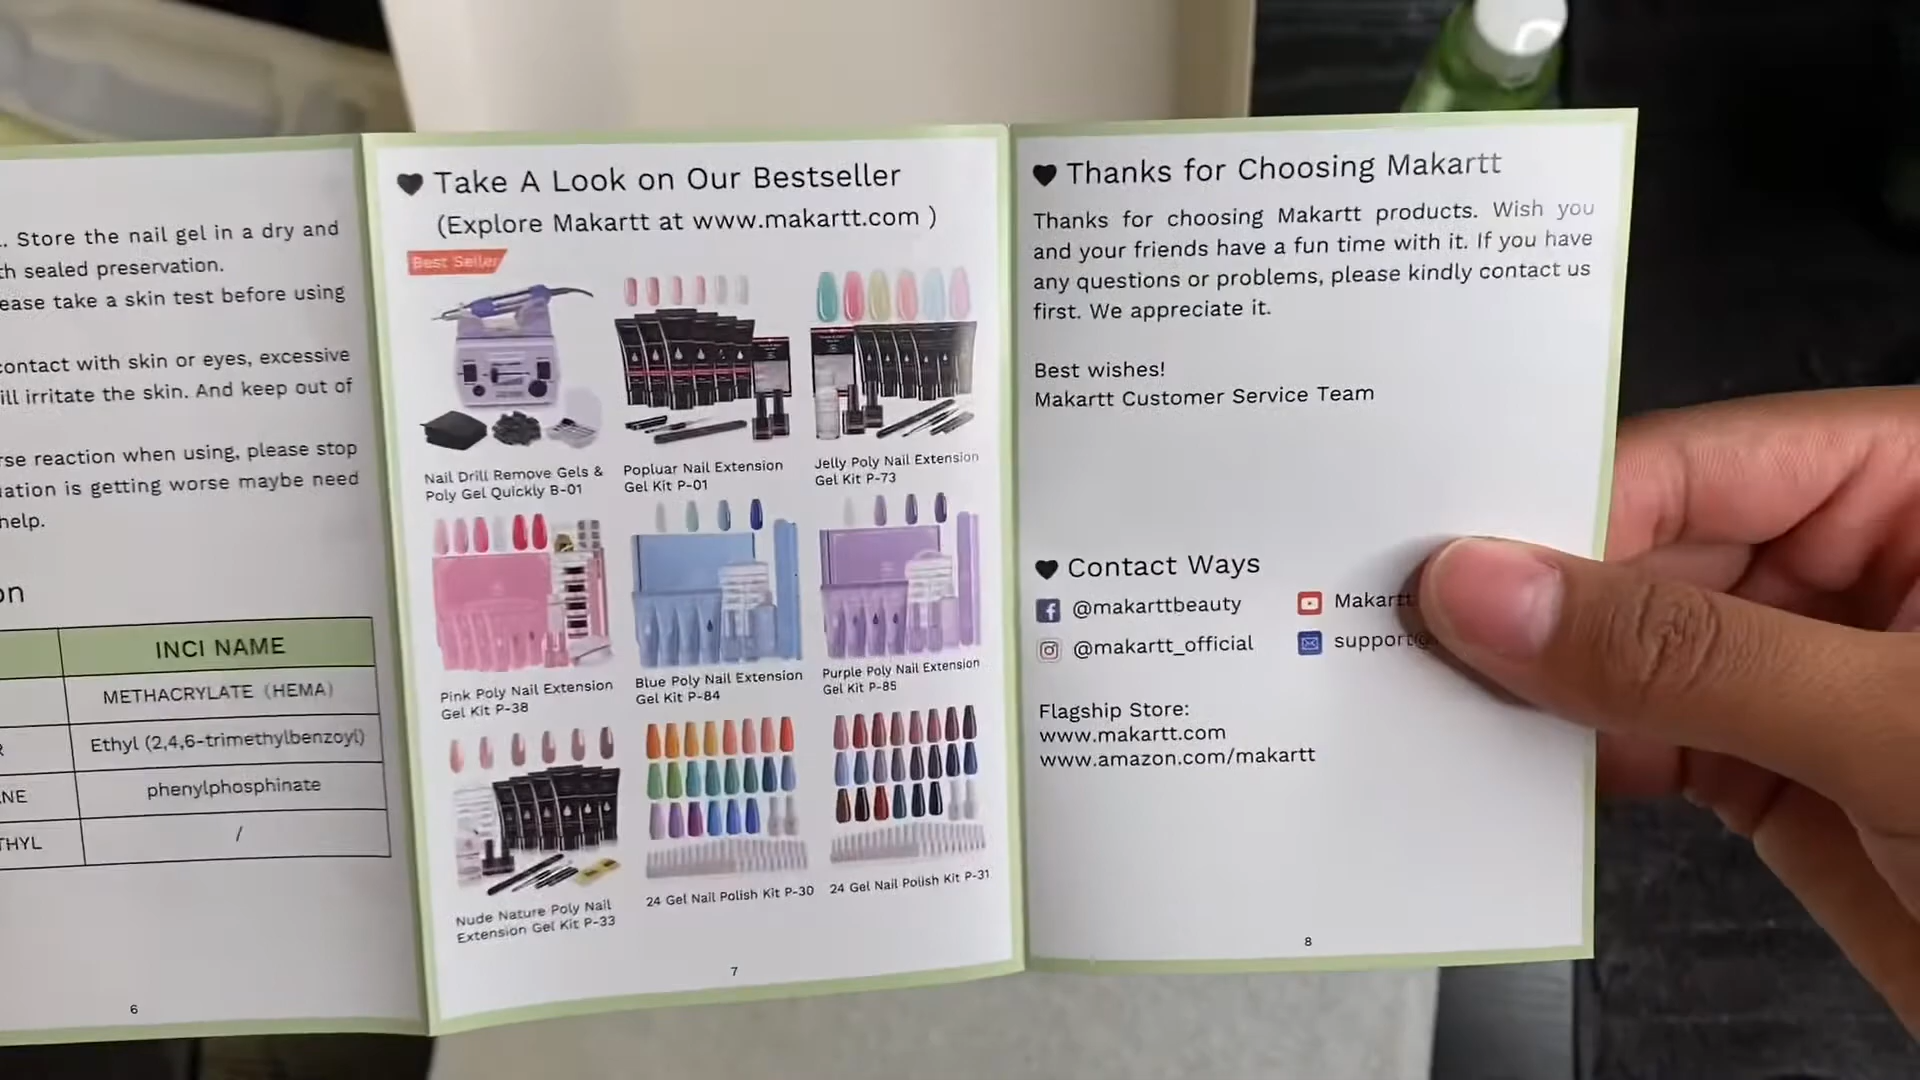 . Store the nail gel in a dry and
sealed preservation.
take a skin test before using
contact with skin or eyes, excessive
irritate the skin. And keep out of
reaction when using, please stop
is getting worse maybe need
help.
INCI NAME
METHACRYLATE (HEMA)
Ethyl (2,4,6-trimethylbenzoyl)
phenylphosphinate
/
6
Take A Look on Our Bestseller
(Explore Makartt at www.makartt.com )
Best Seller
Nail Drill Remove Gels &
Poly Gel Quickly B-01
Popluar Nail Extension
Gel Kit P-01
Jelly Poly Nail Extension
Gel Kit P-73
Pink Poly Nail Extension
Gel Kit P-38
Blue Poly Nail Extension
Gel Kit P-84
Purple Poly Nail Extension
Gel Kit P-85
Nude Nature Poly Nail
Extension Gel Kit P-33
24 Gel Nail Polish Kit P-30
24 Gel Nail Polish Kit P-31
7
Thanks for Choosing Makartt
Thanks for choosing Makartt products. Wish you
and your friends have a fun time with it. If you have
any questions or problems, please kindly contact us
first. We appreciate it.
Best wishes!
Makartt Customer Service Team
Contact Ways
@makarttbeauty
Makartt
@makartt_official
support@
Flagship Store:
www.makartt.com
www.amazon.com/makartt
8